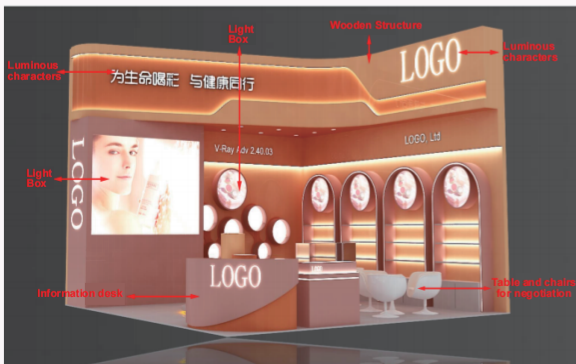 Light
Box
Wooden Structure
Luminous
characters
LOGO
Luminous
characters
为生命喝彩 与健康同行
V-Ray Adv 2.40.03
LOGO. Ltd
LOGO
Light
Box
LOGO
Information desk
Table and chairs
for negotiation